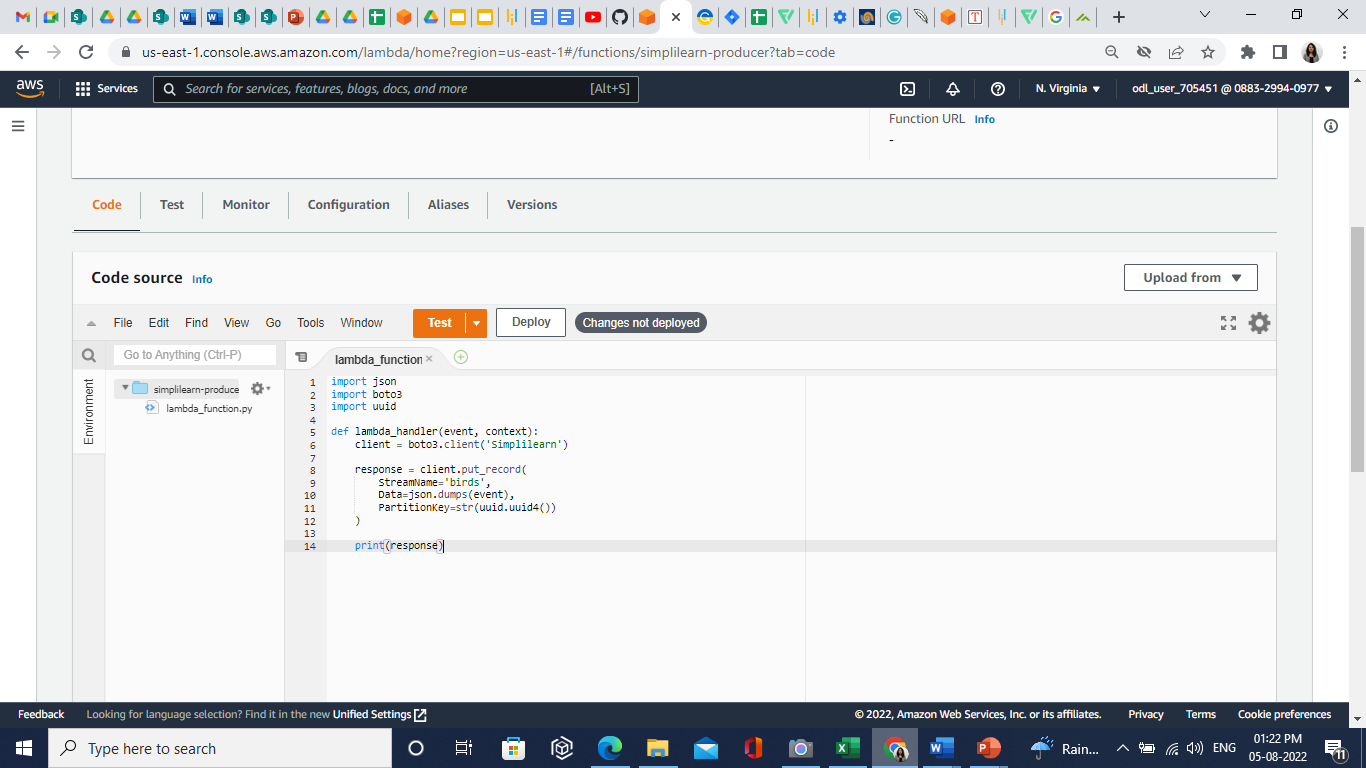 us-east-1.console.aws.amazon.com/lambda/home?region=us-east-1#/functions/simplilearn-producer?tab=code
aws Services Search for services, features, blogs, docs, and more [Alt+S] N. Virginia ▼ odl_user_705451 @ 0883-2994-0977 ▼
Function URL Info
-
Code Test Monitor Configuration Aliases Versions
Code source Info Upload from ▼
File Edit Find View Go Tools Window Test Deploy Changes not deployed
Go to Anything (Ctrl-P) lambda_function ×
Environment
simplilearn-produce
lambda_function.py
1 import json
2 import boto3
3 import uuid
4
5 def lambda_handler(event, context):
6 client = boto3.client('Simplilearn')
7
8 response = client.put_record(
9 StreamName='birds',
10 Data=json.dumps(event),
11 PartitionKey=str(uuid.uuid4())
12 )
13
14 print(response)
Feedback Looking for language selection? Find it in the new Unified Settings © 2022, Amazon Web Services, Inc. or its affiliates. Privacy Terms Cookie preferences
Type here to search Rain... ENG 01:22 PM
05-08-2022 11